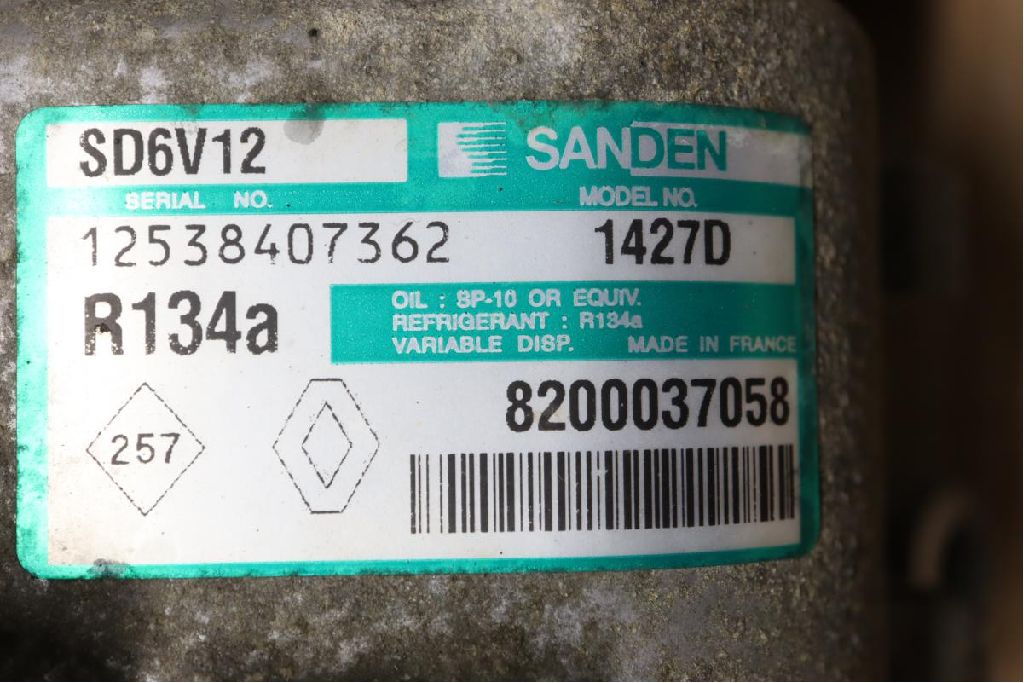 SD6V12 SANDEN
SERIAL NO. MODEL NO.
12538407362 1427D
R134a
OIL : SP-10 OR EQUIV.
REFRIGERANT : R134a
VARIABLE DISP. MADE IN FRANCE
8200037058
257